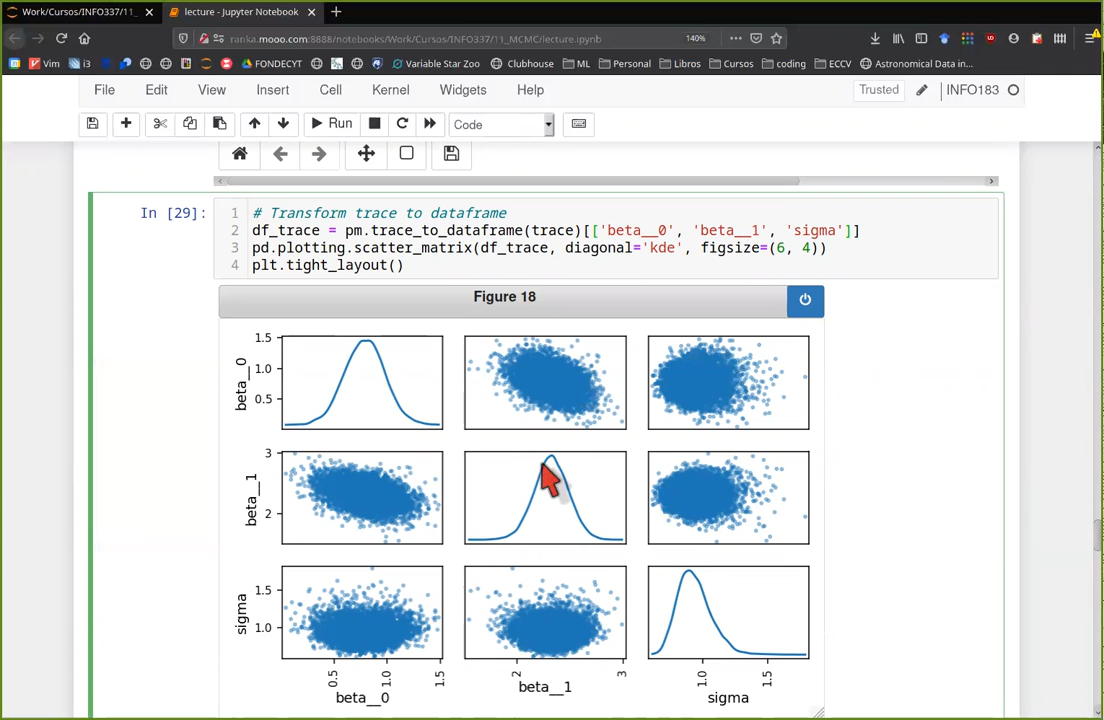 Work/Cursos/INFO337/11_
lecture - Jupyter Notebook
ranka.mooo.com:8888/notebooks/Work/Cursos/INFO337/11_MCMC/lecture.ipynb
140%
Vim
i3
FONDECYT
Variable Star Zoo
Clubhouse
ML
Personal
Libros
Cursos
coding
ECCV
Astronomical Data in...
File
Edit
View
Insert
Cell
Kernel
Widgets
Help
Trusted
INFO183
Run
Code
In [29]:
1 # Transform trace to dataframe
2 df_trace = pm.trace_to_dataframe(trace)[['beta__0', 'beta__1', 'sigma']]
3 pd.plotting.scatter_matrix(df_trace, diagonal='kde', figsize=(6, 4))
4 plt.tight_layout()
Figure 18
beta__0
1.5
1.0
0.5
beta__1
3
2
sigma
1.5
1.0
0.5
1.0
1.5
beta__0
2
3
beta__1
1.0
1.5
sigma